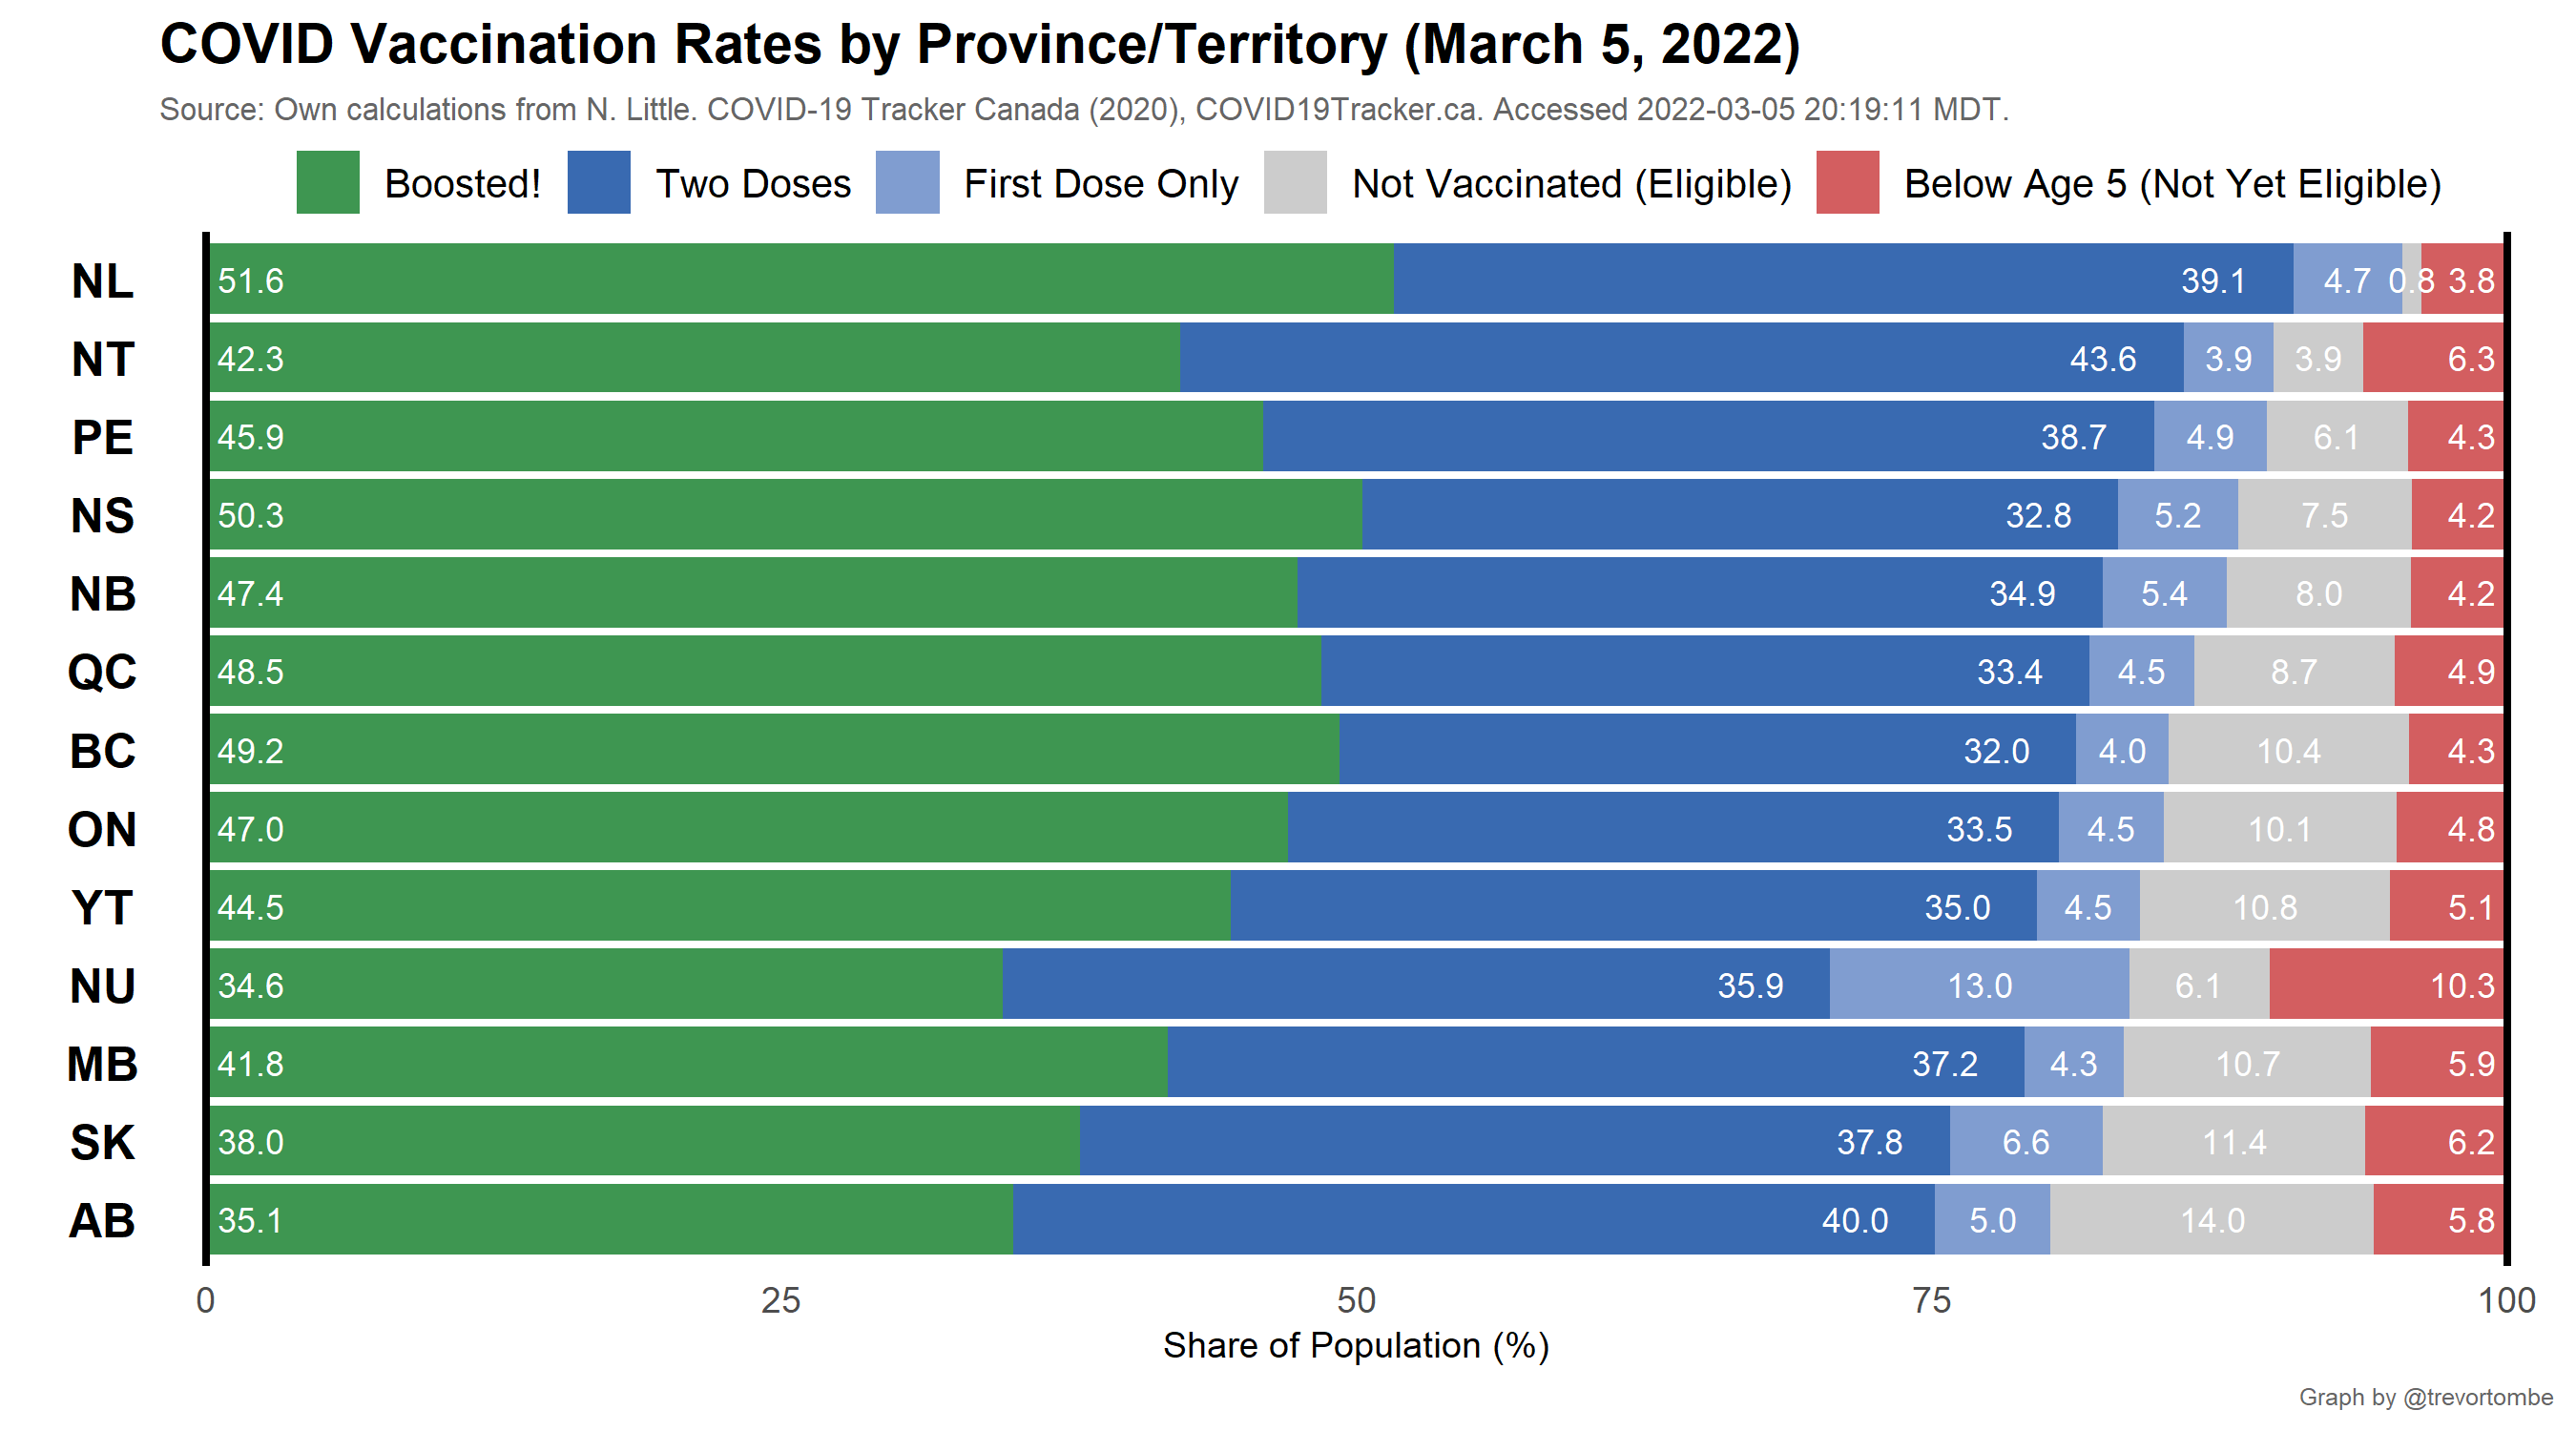 COVID Vaccination Rates by Province/Territory (March 5, 2022)
Source: Own calculations from N. Little. COVID-19 Tracker Canada (2020), COVID19Tracker.ca. Accessed 2022-03-05 20:19:11 MDT.
Boosted! Two Doses First Dose Only Not Vaccinated (Eligible) Below Age 5 (Not Yet Eligible)
NL 51.6 39.1 4.7 0.8 3.8
NT 42.3 43.6 3.9 3.9 6.3
PE 45.9 38.7 4.9 6.1 4.3
NS 50.3 32.8 5.2 7.5 4.2
NB 47.4 34.9 5.4 8.0 4.2
QC 48.5 33.4 4.5 8.7 4.9
BC 49.2 32.0 4.0 10.4 4.3
ON 47.0 33.5 4.5 10.1 4.8
YT 44.5 35.0 4.5 10.8 5.1
NU 34.6 35.9 13.0 6.1 10.3
MB 41.8 37.2 4.3 10.7 5.9
SK 38.0 37.8 6.6 11.4 6.2
AB 35.1 40.0 5.0 14.0 5.8
0 25 50 75 100
Share of Population (%)
Graph by @trevortombe